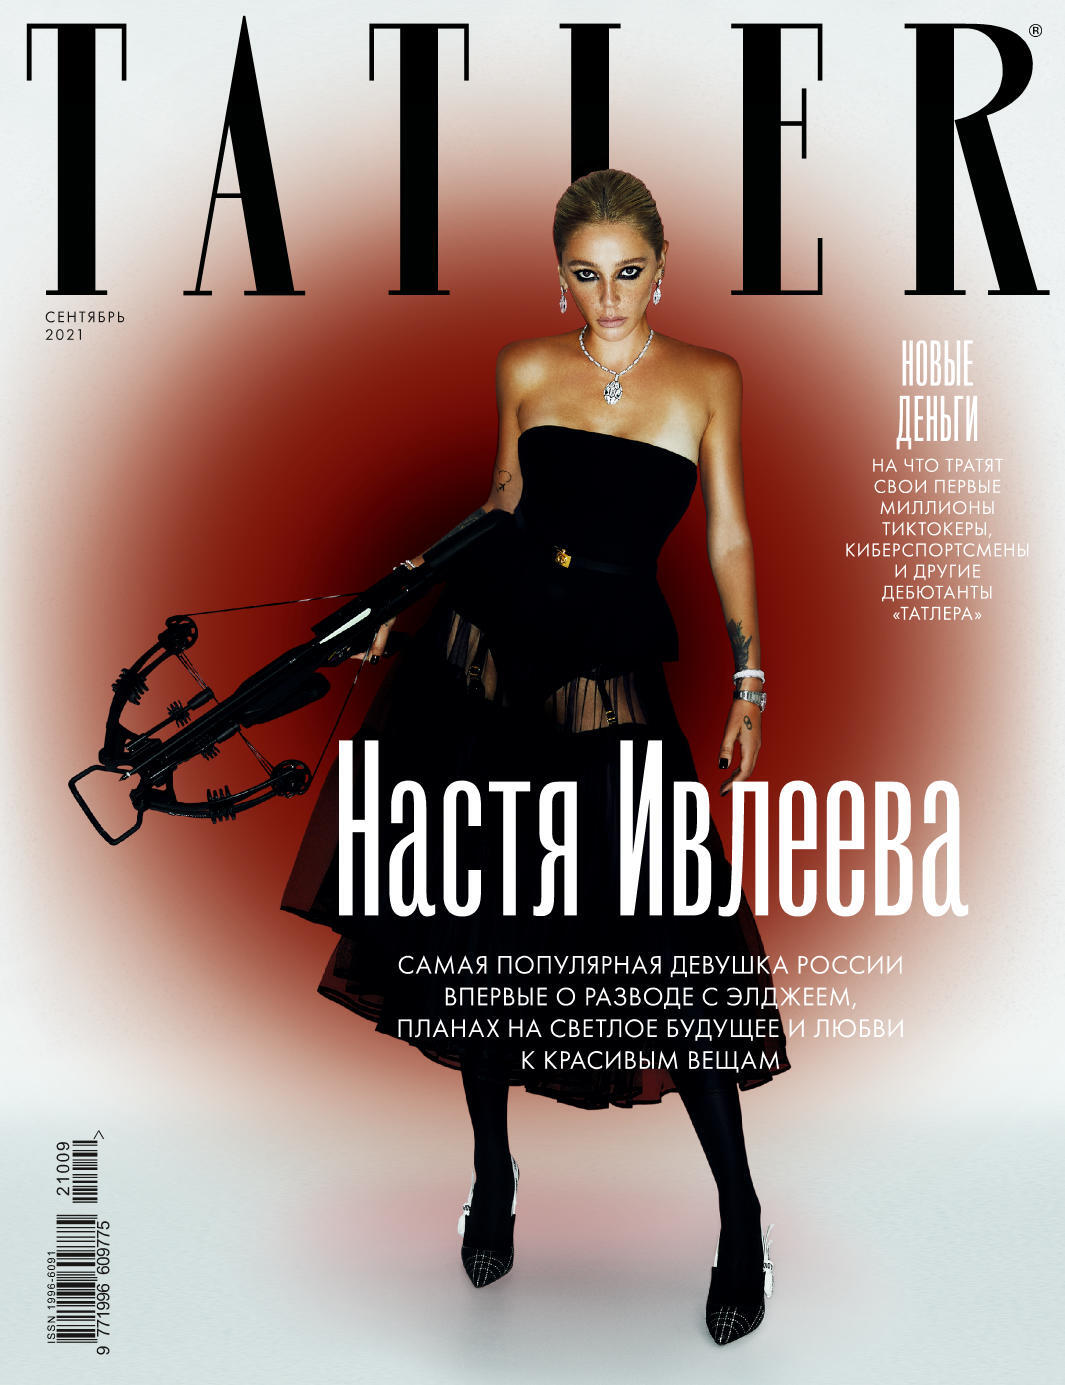 TATLER®
СЕНТЯБРЬ
2021
НОВЫЕ
ДЕНЬГИ
НА ЧТО ТРАТЯТ
СВОИ ПЕРВЫЕ
МИЛЛИОНЫ
ТИКТОКЕРЫ,
КИБЕРСПОРТСМЕНЫ
И ДРУГИЕ
ДЕБЮТАНТЫ
«ТАТЛЕРА»
Настя Ивлеева
САМАЯ ПОПУЛЯРНАЯ ДЕВУШКА РОССИИ
ВПЕРВЫЕ О РАЗВОДЕ С ЭЛДЖЕЕМ,
ПЛАНАХ НА СВЕТЛОЕ БУДУЩЕЕ И ЛЮБВИ
К КРАСИВЫМ ВЕЩАМ
21009 >
ISSN 1996-6091
9 771996 609775